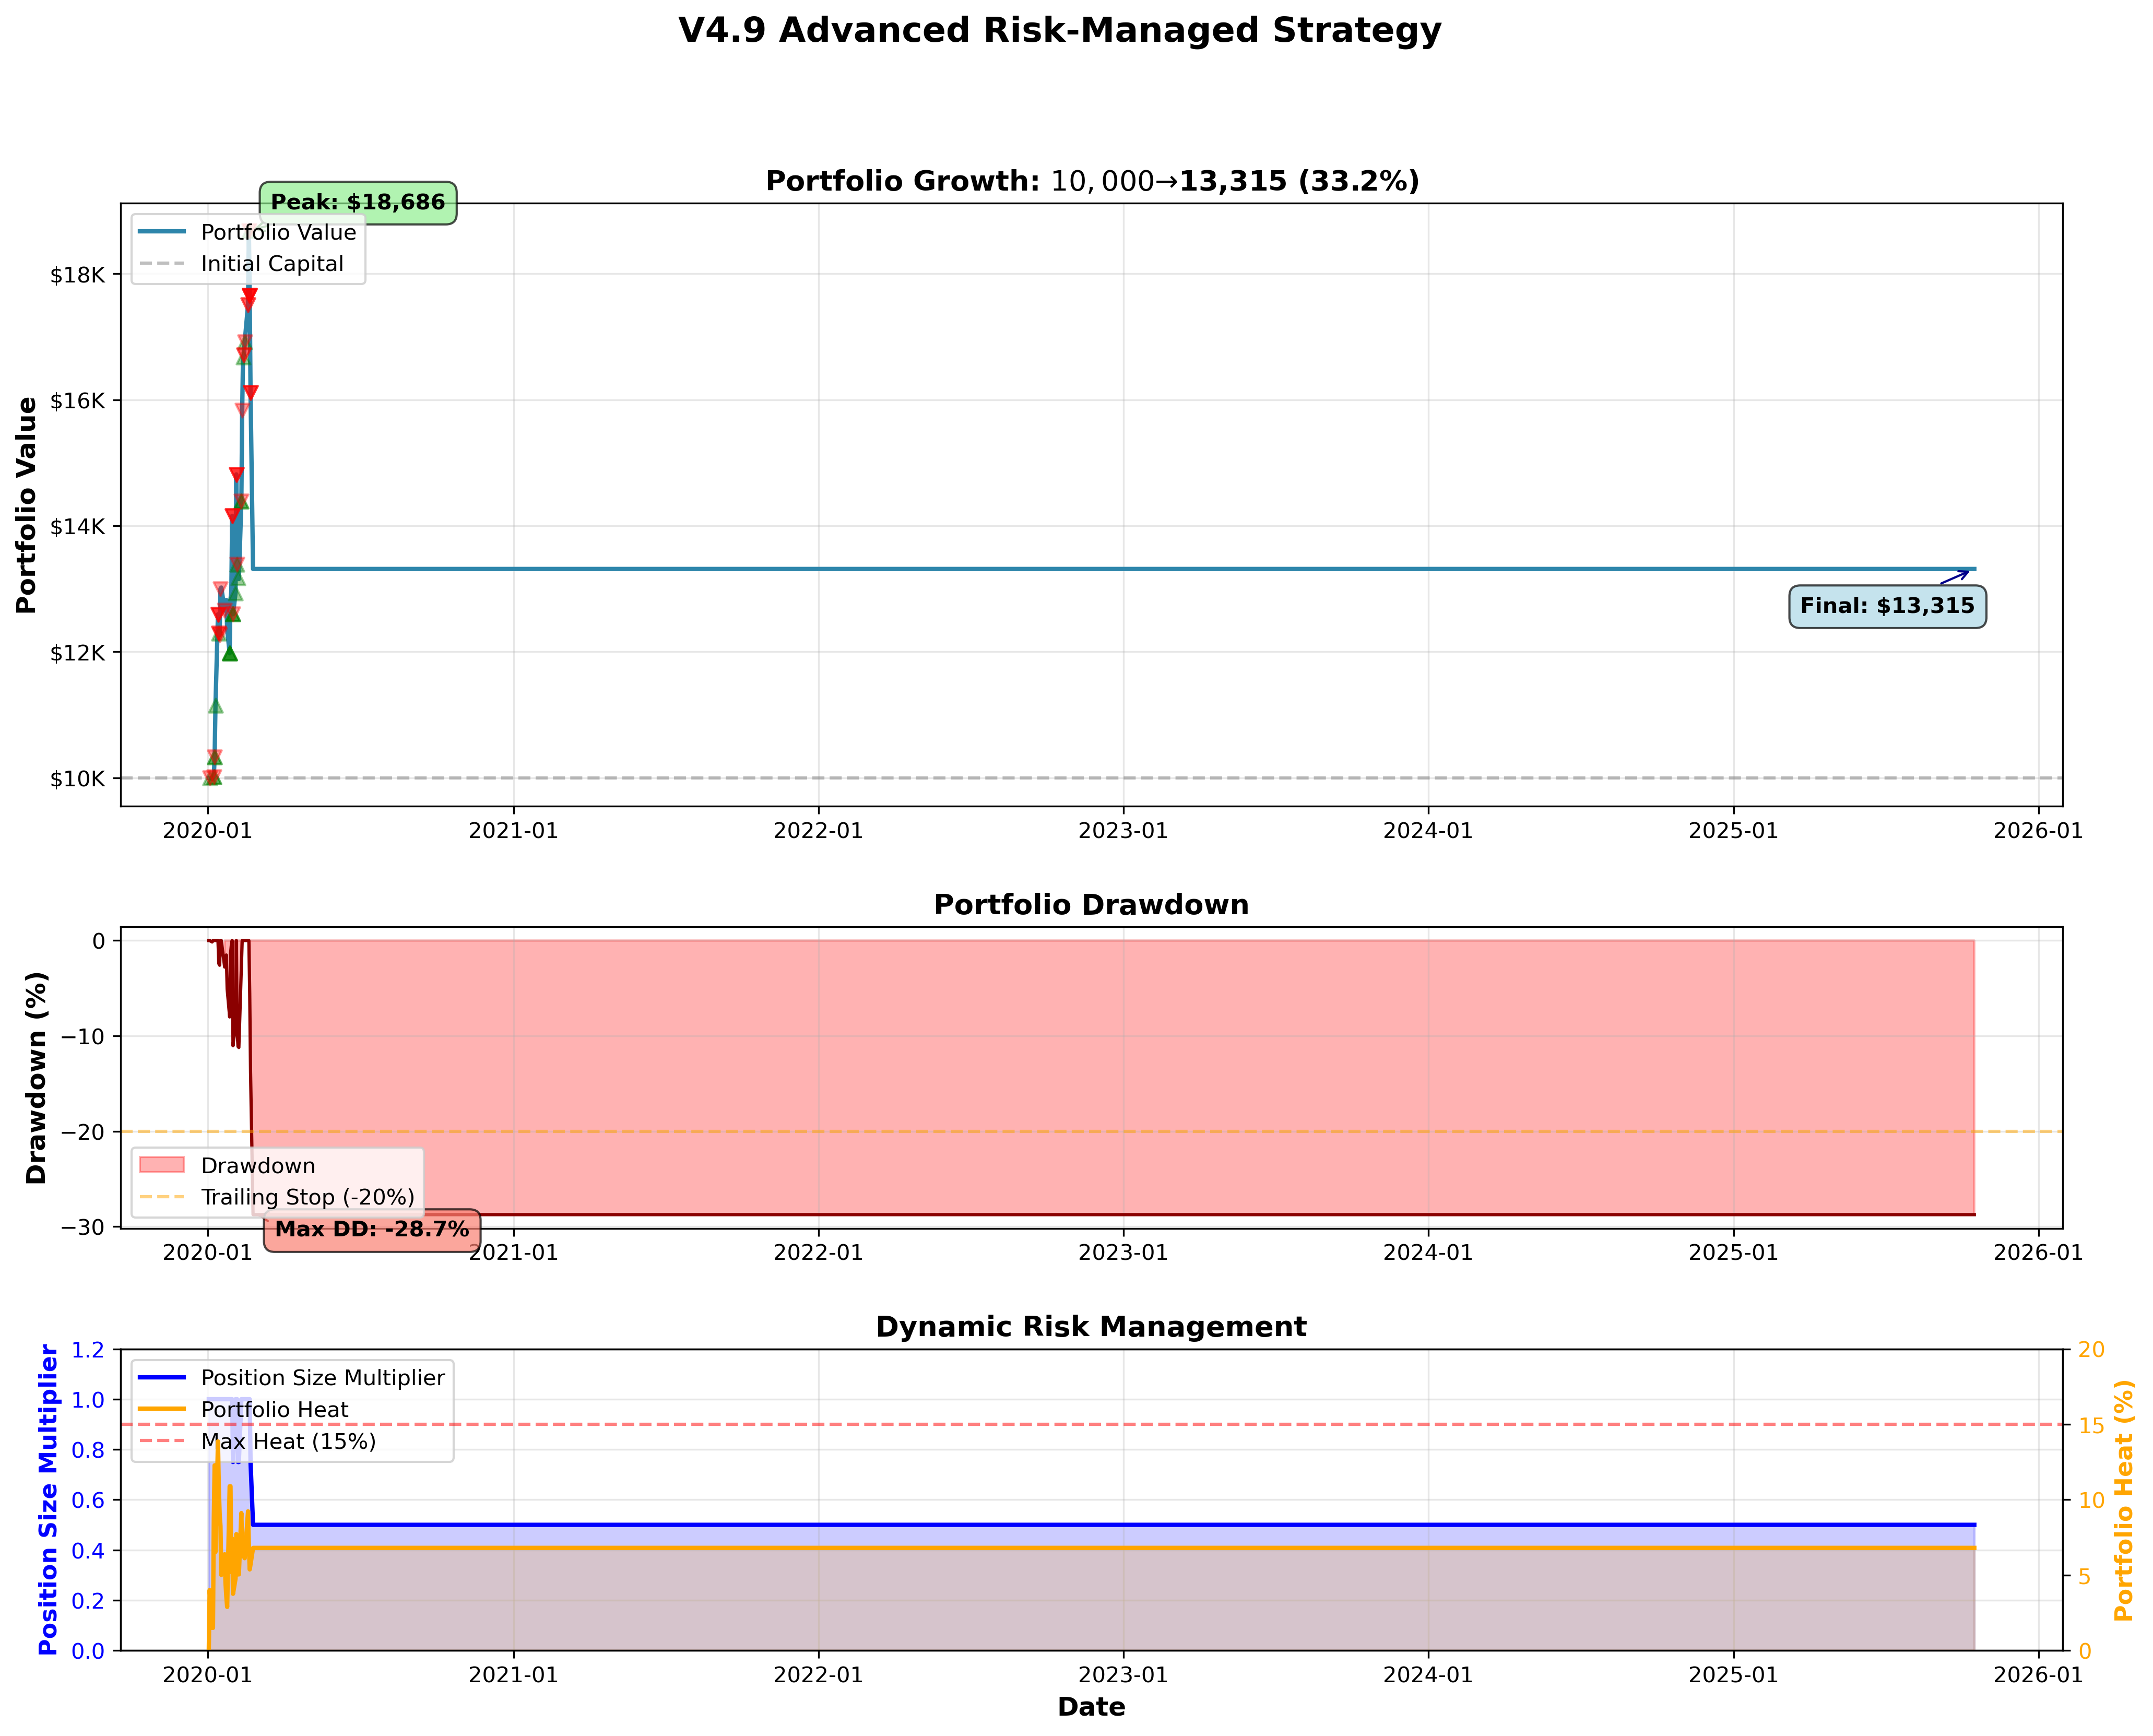 V4.9 Advanced Risk-Managed Strategy
Portfolio Growth: 10,000→13,315 (33.2%)
Peak: $18,686
Portfolio Value
Initial Capital
$18K
$16K
$14K
$12K
$10K
Portfolio Value
Final: $13,315
2020-01 2021-01 2022-01 2023-01 2024-01 2025-01 2026-01
Portfolio Drawdown
0
−10
−20
−30
Drawdown (%)
Drawdown
Trailing Stop (-20%)
Max DD: -28.7%
2020-01 2021-01 2022-01 2023-01 2024-01 2025-01 2026-01
Dynamic Risk Management
Position Size Multiplier
Portfolio Heat
Max Heat (15%)
1.2
1.0
0.8
0.6
0.4
0.2
0.0
Position Size Multiplier
20
15
10
5
0
Portfolio Heat (%)
2020-01 2021-01 2022-01 2023-01 2024-01 2025-01 2026-01
Date